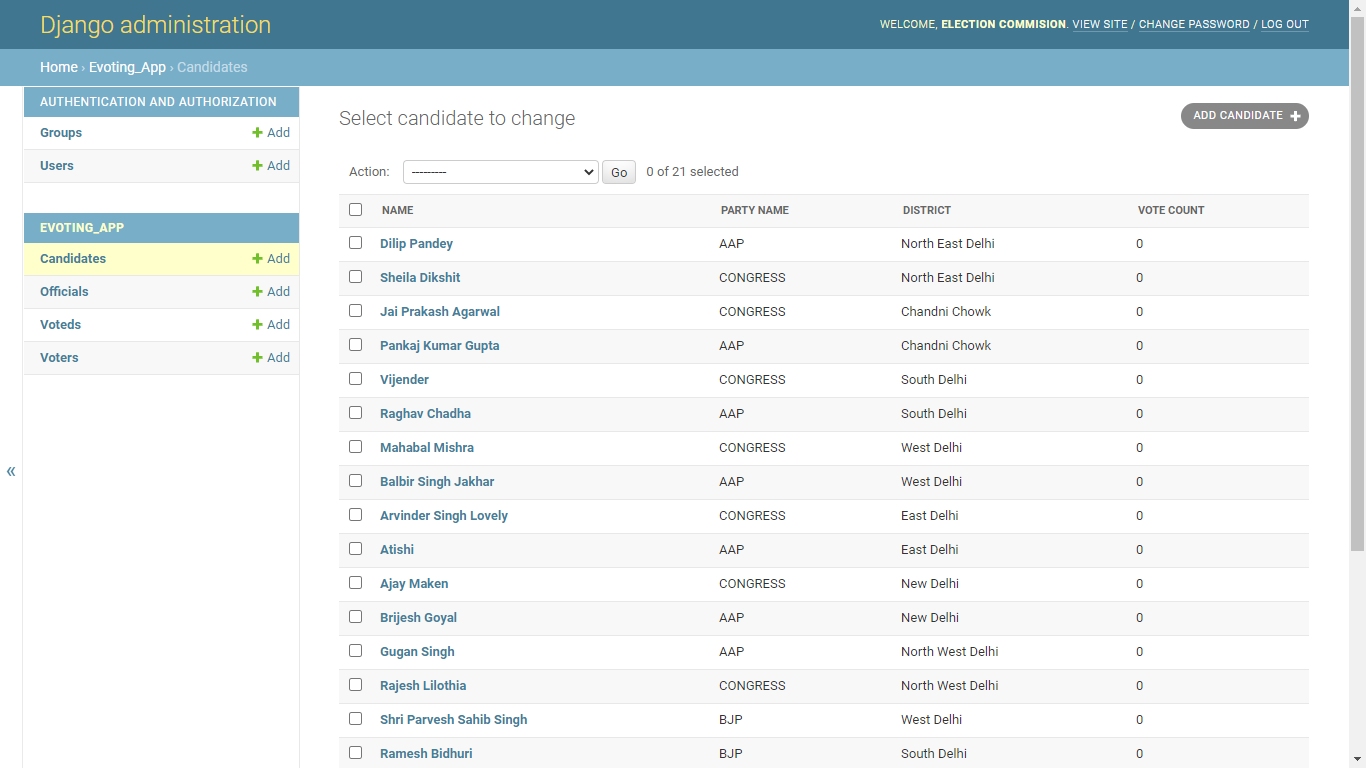 Django administration
WELCOME, ELECTION COMMISION. VIEW SITE / CHANGE PASSWORD / LOG OUT
Home › Evoting_App › Candidates
AUTHENTICATION AND AUTHORIZATION
Groups + Add
Users + Add
EVOTING_APP
Candidates + Add
Officials + Add
Voteds + Add
Voters + Add
«
Select candidate to change
ADD CANDIDATE +
Action: --------- Go 0 of 21 selected
NAME PARTY NAME DISTRICT VOTE COUNT
Dilip Pandey AAP North East Delhi 0
Sheila Dikshit CONGRESS North East Delhi 0
Jai Prakash Agarwal CONGRESS Chandni Chowk 0
Pankaj Kumar Gupta AAP Chandni Chowk 0
Vijender CONGRESS South Delhi 0
Raghav Chadha AAP South Delhi 0
Mahabal Mishra CONGRESS West Delhi 0
Balbir Singh Jakhar AAP West Delhi 0
Arvinder Singh Lovely CONGRESS East Delhi 0
Atishi AAP East Delhi 0
Ajay Maken CONGRESS New Delhi 0
Brijesh Goyal AAP New Delhi 0
Gugan Singh AAP North West Delhi 0
Rajesh Lilothia CONGRESS North West Delhi 0
Shri Parvesh Sahib Singh BJP West Delhi 0
Ramesh Bidhuri BJP South Delhi 0